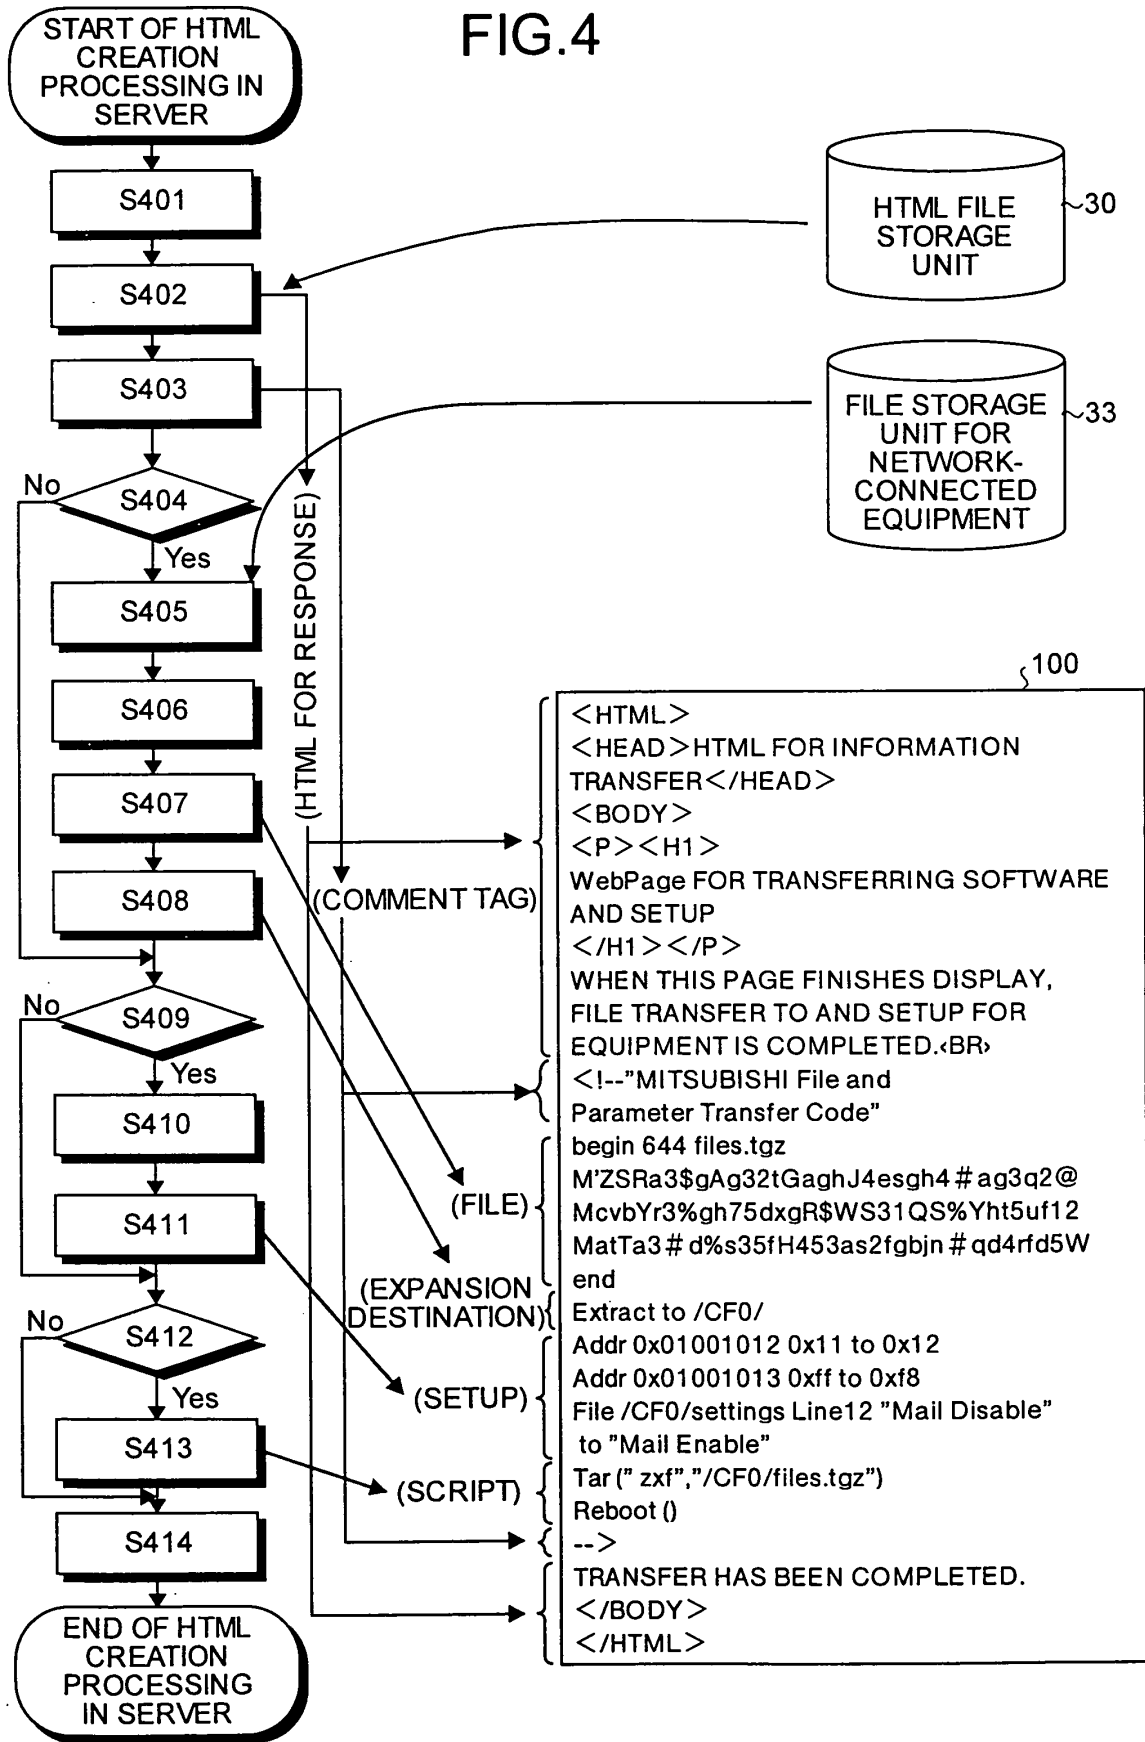 FIG.4
START OF HTML
CREATION
PROCESSING IN
SERVER
S401
S402
S403
No
S404
Yes
S405
S406
S407
S408
No
S409
Yes
S410
S411
No
S412
Yes
S413
S414
END OF HTML
CREATION
PROCESSING
IN SERVER
HTML FILE
STORAGE
UNIT
30
FILE STORAGE
UNIT FOR
NETWORK-
CONNECTED
EQUIPMENT
33
(HTML FOR RESPONSE)
(COMMENT TAG)
(FILE)
(EXPANSION
DESTINATION)
(SETUP)
(SCRIPT)
100
<HTML>
<HEAD>HTML FOR INFORMATION
TRANSFER</HEAD>
<BODY>
<P><H1>
WebPage FOR TRANSFERRING SOFTWARE
AND SETUP
</H1></P>
WHEN THIS PAGE FINISHES DISPLAY,
FILE TRANSFER TO AND SETUP FOR
EQUIPMENT IS COMPLETED.<BR>
<!--"MITSUBISHI File and
Parameter Transfer Code"
begin 644 files.tgz
M'ZSRa3$gAg32tGaghJ4esgh4#ag3q2@
McvbYr3%gh75dxgR$WS31QS%Yht5uf12
MatTa3#d%s35fH453as2fgbjn#qd4rfd5W
end
Extract to /CF0/
Addr 0x01001012 0x11 to 0x12
Addr 0x01001013 0xff to 0xf8
File /CF0/settings Line12 "Mail Disable"
to "Mail Enable"
Tar (" zxf","/CF0/files.tgz")
Reboot ()
-->
TRANSFER HAS BEEN COMPLETED.
</BODY>
</HTML>